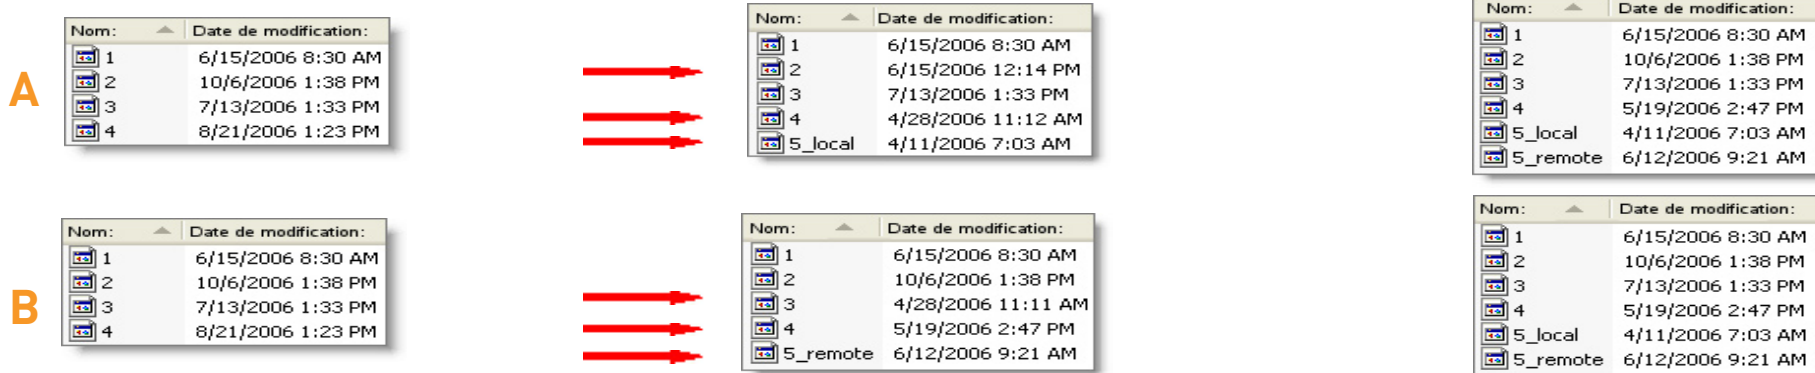 A
Nom: Date de modification:
1 6/15/2006 8:30 AM
2 10/6/2006 1:38 PM
3 7/13/2006 1:33 PM
4 8/21/2006 1:23 PM
Nom: Date de modification:
1 6/15/2006 8:30 AM
2 6/15/2006 12:14 PM
3 7/13/2006 1:33 PM
4 4/28/2006 11:12 AM
5_local 4/11/2006 7:03 AM
Nom: Date de modification:
1 6/15/2006 8:30 AM
2 10/6/2006 1:38 PM
3 7/13/2006 1:33 PM
4 5/19/2006 2:47 PM
5_local 4/11/2006 7:03 AM
5_remote 6/12/2006 9:21 AM
B
Nom: Date de modification:
1 6/15/2006 8:30 AM
2 10/6/2006 1:38 PM
3 7/13/2006 1:33 PM
4 8/21/2006 1:23 PM
Nom: Date de modification:
1 6/15/2006 8:30 AM
2 10/6/2006 1:38 PM
3 4/28/2006 11:11 AM
4 5/19/2006 2:47 PM
5_remote 6/12/2006 9:21 AM
Nom: Date de modification:
1 6/15/2006 8:30 AM
2 10/6/2006 1:38 PM
3 7/13/2006 1:33 PM
4 5/19/2006 2:47 PM
5_local 4/11/2006 7:03 AM
5_remote 6/12/2006 9:21 AM